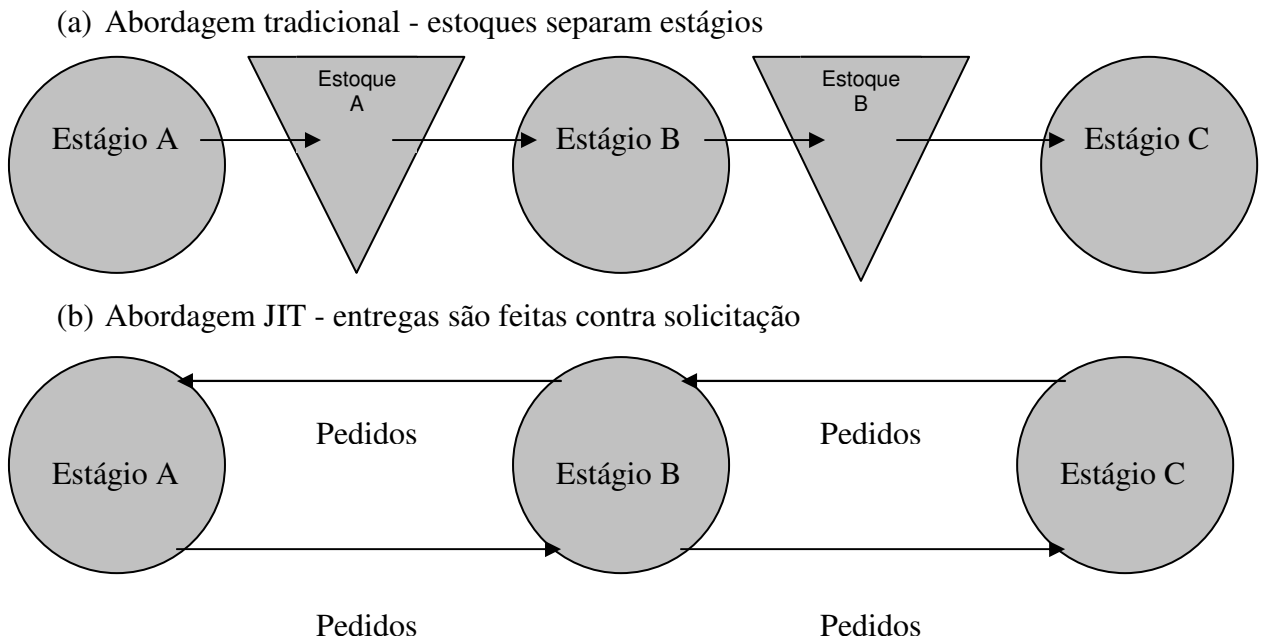 (a) Abordagem tradicional - estoques separam estágios
Estoque
A
Estoque
B
Estágio A
Estágio B
Estágio C
(b) Abordagem JIT - entregas são feitas contra solicitação
Pedidos
Pedidos
Estágio A
Estágio B
Estágio C
Pedidos
Pedidos